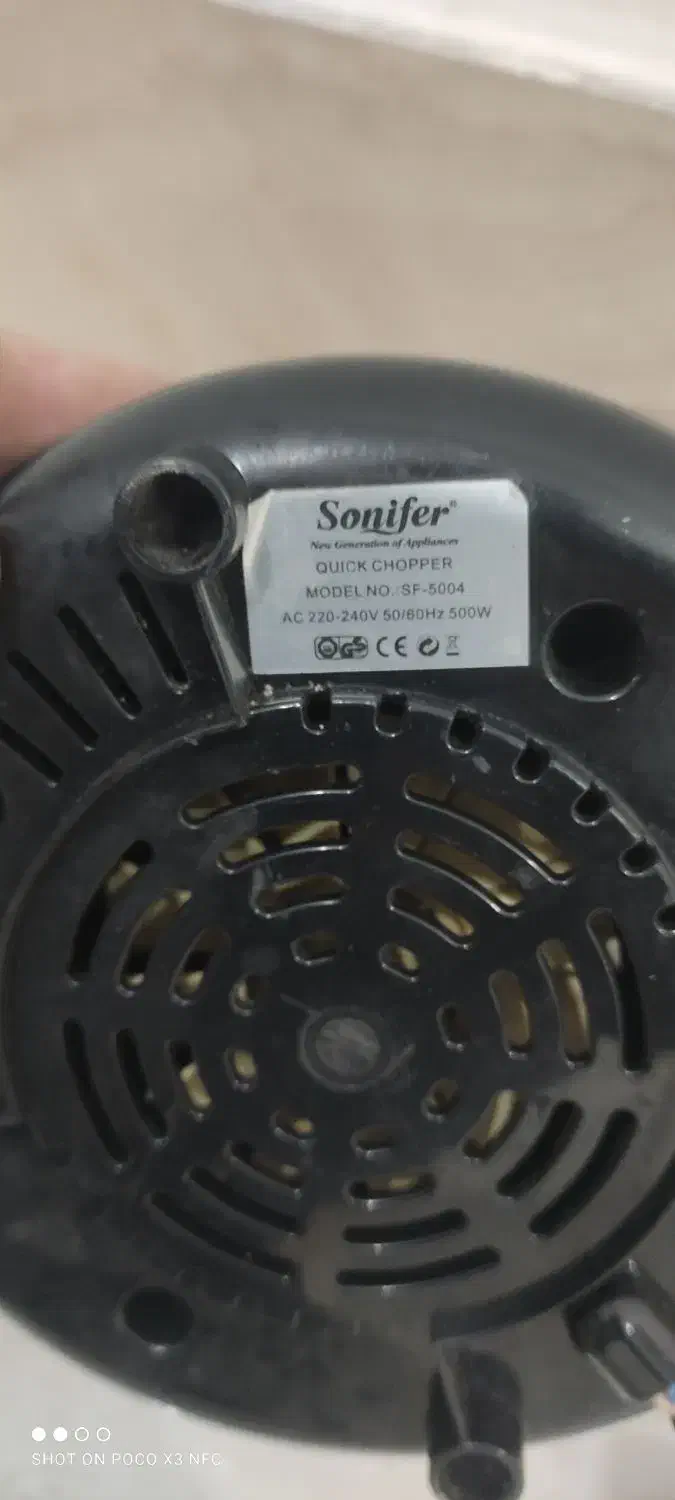 Sonifer®
New Generation of Appliances
QUICK CHOPPER
MODEL NO.:SF-5004
AC 220-240V 50/60Hz 500W
GS CE
SHOT ON POCO X3 NFC